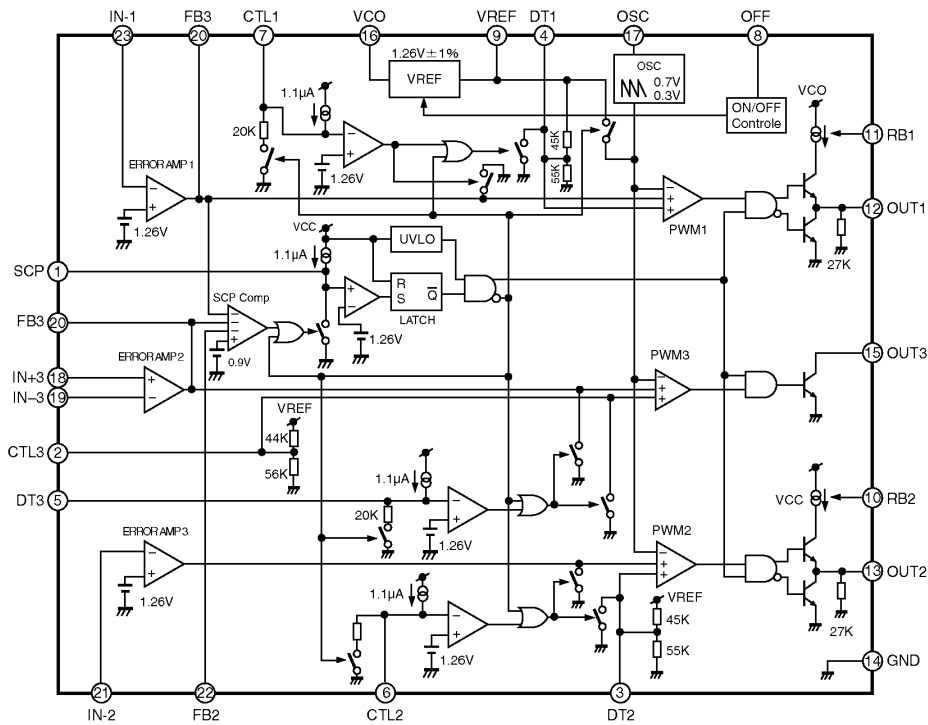 IN-1 FB3 CTL1 VCO VREF DT1 OSC OFF
23 20 7 16 9 4 17 8
1.26V±1%
VREF
OSC
0.7V
0.3V
ON/OFF
Controle
1.1μA
20K
1.26V
45K
55K
VCO
11 RB1
ERROR AMP 1
1.26V
PWM1
12 OUT1
27K
VCC
1.1μA
UVLO
SCP 1
R
S Q
LATCH
SCP Comp
1.26V
0.9V
FB3 20
ERROR AMP2
PWM3
15 OUT3
IN+3 18
IN–3 19
VREF
44K
56K
CTL3 2
1.1μA
DT3 5
20K
1.26V
VCC
10 RB2
ERROR AMP 3
PWM2
1.26V
13 OUT2
27K
1.1μA
VREF
45K
55K
1.26V
14 GND
21 22 6 3
IN-2 FB2 CTL2 DT2